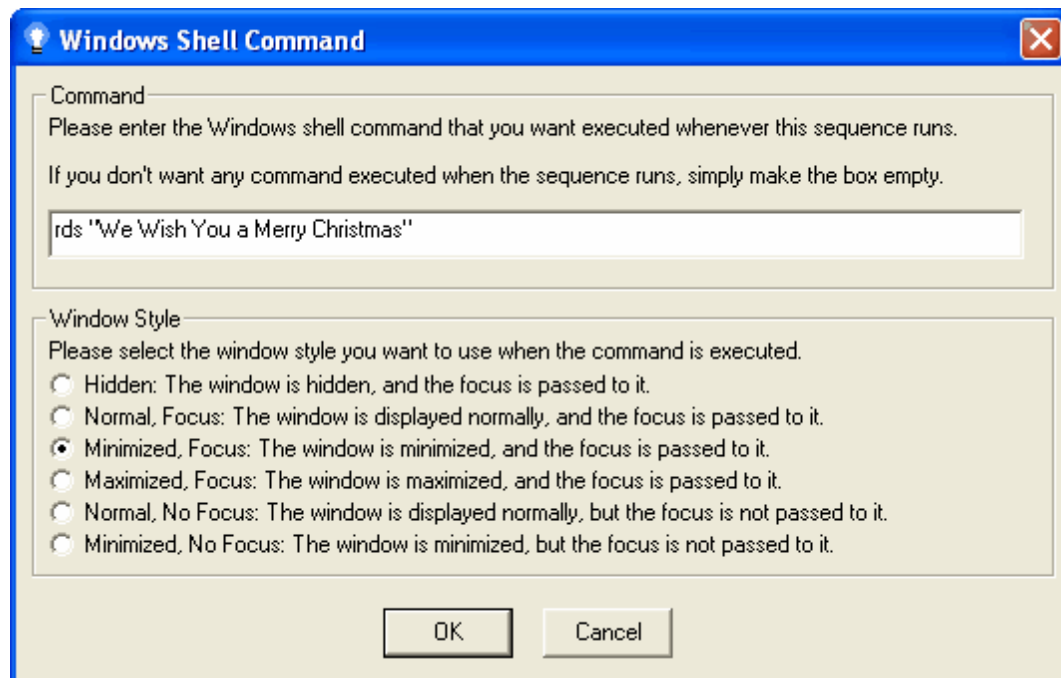 Windows Shell Command
Command
Please enter the Windows shell command that you want executed whenever this sequence runs.
If you don't want any command executed when the sequence runs, simply make the box empty.
rds "We Wish You a Merry Christmas"
Window Style
Please select the window style you want to use when the command is executed.
Hidden: The window is hidden, and the focus is passed to it.
Normal, Focus: The window is displayed normally, and the focus is passed to it.
Minimized, Focus: The window is minimized, and the focus is passed to it.
Maximized, Focus: The window is maximized, and the focus is passed to it.
Normal, No Focus: The window is displayed normally, but the focus is not passed to it.
Minimized, No Focus: The window is minimized, but the focus is not passed to it.
OK Cancel